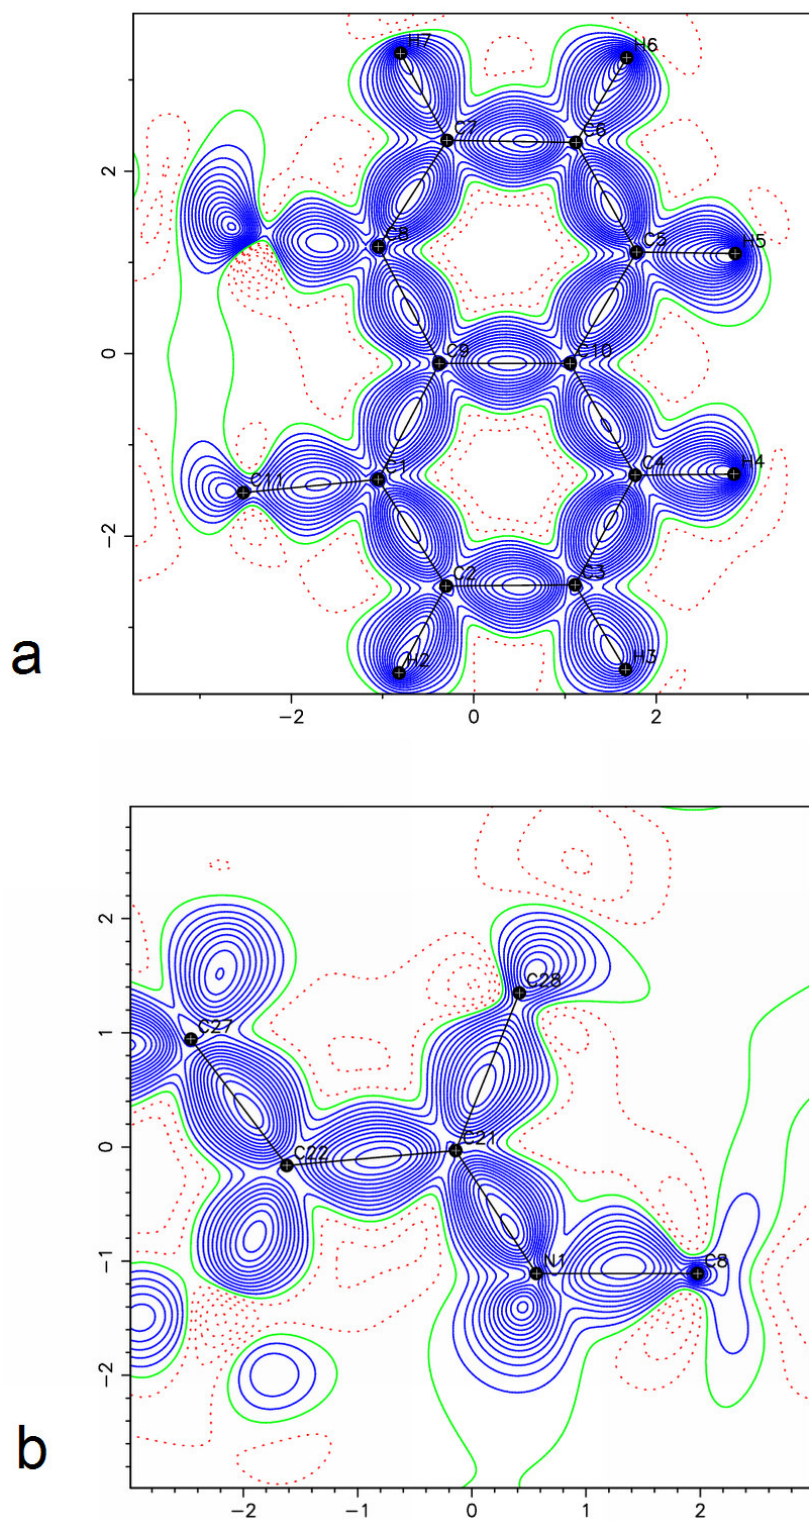 H7 H6
C7 C6
2
C8 C5 H5
0 C9 C10
C11 C1 C4 H4
−2
C2 C3
H2 H3
a
−2 0 2
2
C28
1 C27
0 C22 C21
−1 N1 C8
−2
b
−2 −1 0 1 2